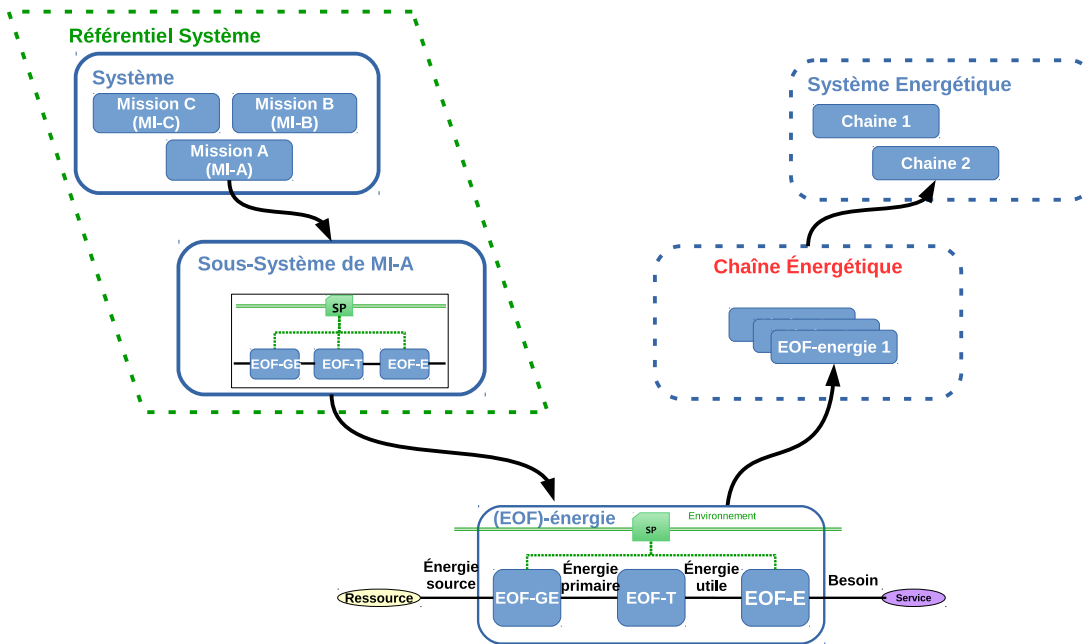 Référentiel Système
Système
Mission C
(MI-C)
Mission B
(MI-B)
Mission A
(MI-A)
Sous-Système de MI-A
SP
EOF-GE
EOF-T
EOF-E
Système Energétique
Chaine 1
Chaine 2
Chaîne Énergétique
EOF-energie 1
(EOF)-énergie
Environnement
SP
Énergie
source
Énergie
primaire
Énergie
utile
Besoin
Ressource
EOF-GE
EOF-T
EOF-E
Service